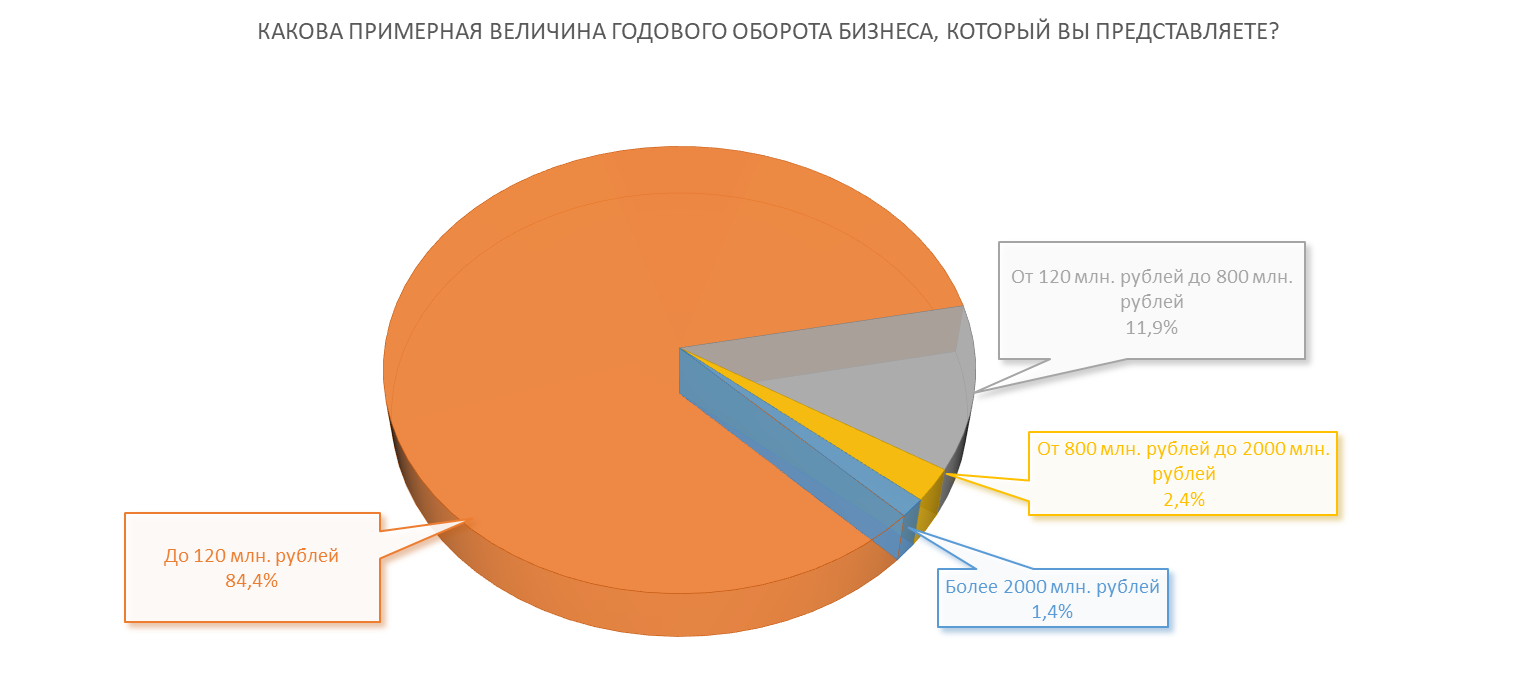 КАКОВА ПРИМЕРНАЯ ВЕЛИЧИНА ГОДОВОГО ОБОРОТА БИЗНЕСА, КОТОРЫЙ ВЫ ПРЕДСТАВЛЯЕТЕ?
От 120 млн. рублей до 800 млн.
рублей
11,9%
От 800 млн. рублей до 2000 млн.
рублей
2,4%
До 120 млн. рублей
84,4%
Более 2000 млн. рублей
1,4%